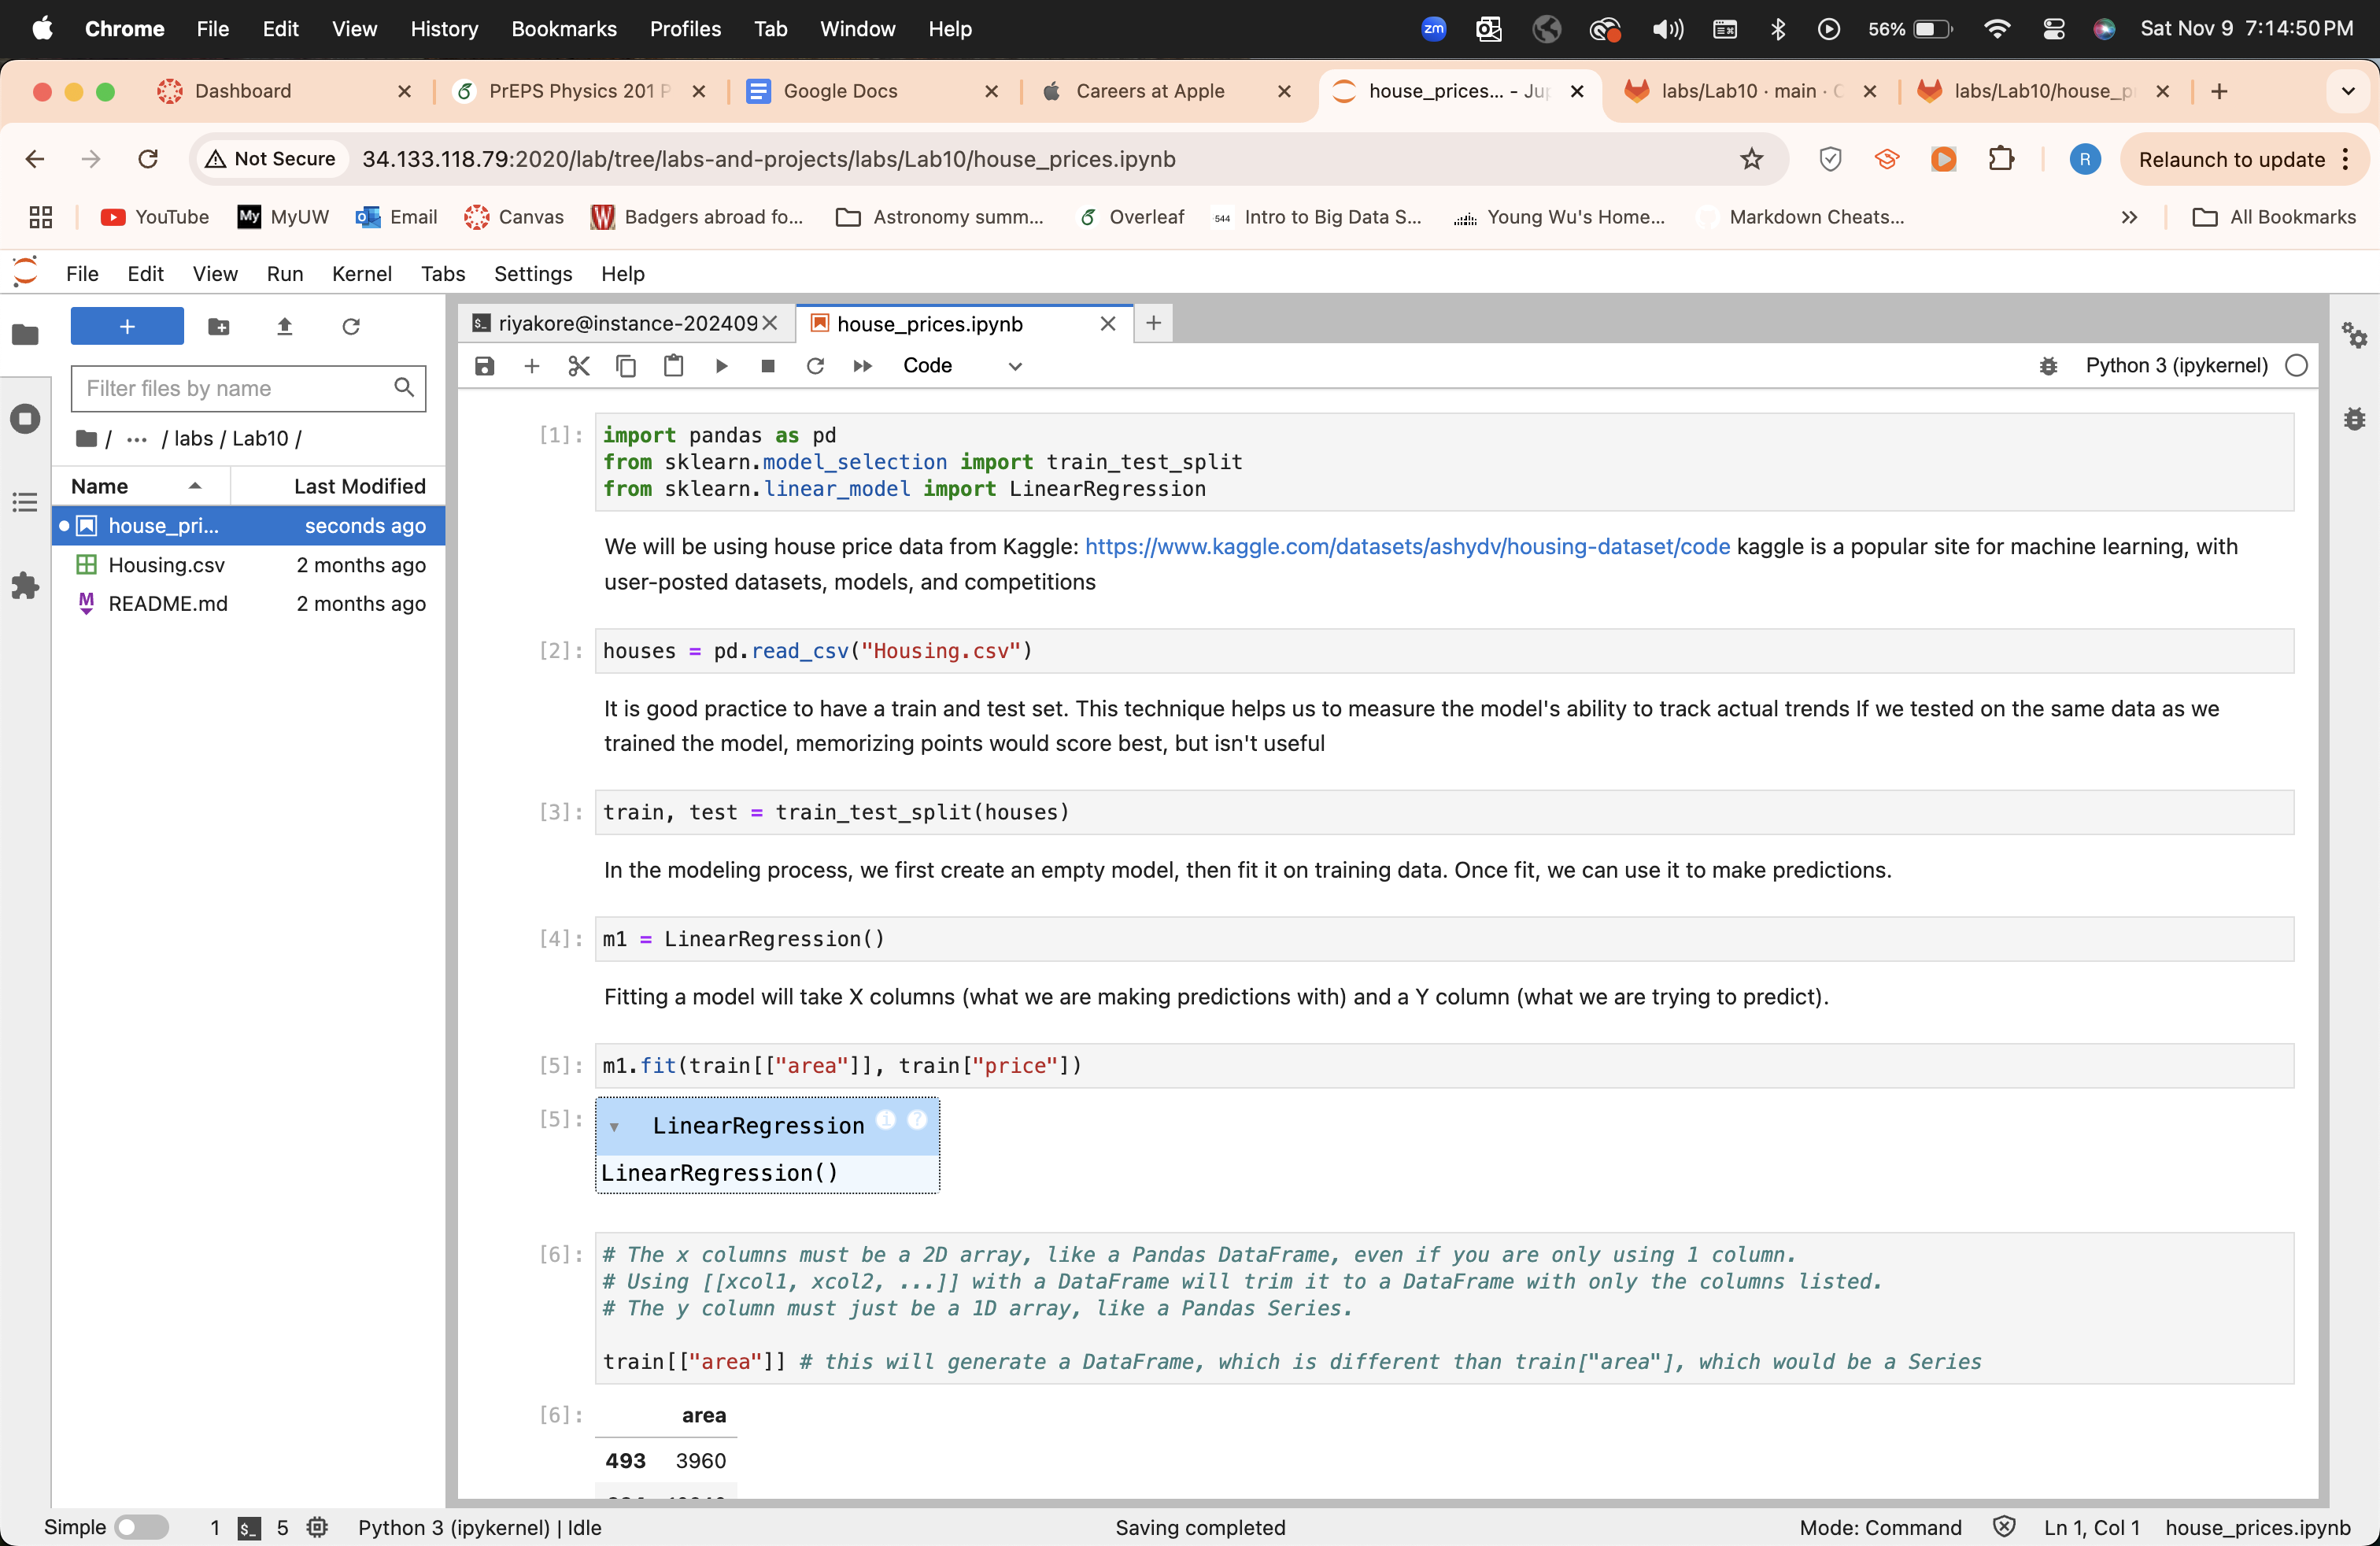 Chrome File Edit View History Bookmarks Profiles Tab Window Help zm 56% Sat Nov 9 7:14:50 PM
Dashboard PrEPS Physics 201 P Google Docs Careers at Apple house_prices... - Jup labs/Lab10 · main · C labs/Lab10/house_p
Not Secure 34.133.118.79:2020/lab/tree/labs-and-projects/labs/Lab10/house_prices.ipynb R Relaunch to update
YouTube My MyUW Email Canvas W Badgers abroad fo... Astronomy summ... Overleaf 544 Intro to Big Data S... Young Wu's Home... Markdown Cheats... » All Bookmarks
File Edit View Run Kernel Tabs Settings Help
riyakore@instance-202409 house_prices.ipynb
Code Python 3 (ipykernel)
Filter files by name
/ ... / labs / Lab10 /
Name Last Modified
house_pri... seconds ago
Housing.csv 2 months ago
README.md 2 months ago
[1]: import pandas as pd
from sklearn.model_selection import train_test_split
from sklearn.linear_model import LinearRegression
We will be using house price data from Kaggle: https://www.kaggle.com/datasets/ashydv/housing-dataset/code kaggle is a popular site for machine learning, with
user-posted datasets, models, and competitions
[2]: houses = pd.read_csv("Housing.csv")
It is good practice to have a train and test set. This technique helps us to measure the model's ability to track actual trends If we tested on the same data as we
trained the model, memorizing points would score best, but isn't useful
[3]: train, test = train_test_split(houses)
In the modeling process, we first create an empty model, then fit it on training data. Once fit, we can use it to make predictions.
[4]: m1 = LinearRegression()
Fitting a model will take X columns (what we are making predictions with) and a Y column (what we are trying to predict).
[5]: m1.fit(train[["area"]], train["price"])
[5]: LinearRegression i ?
LinearRegression()
[6]: # The x columns must be a 2D array, like a Pandas DataFrame, even if you are only using 1 column.
# Using [[xcol1, xcol2, ...]] with a DataFrame will trim it to a DataFrame with only the columns listed.
# The y column must just be a 1D array, like a Pandas Series.
train[["area"]] # this will generate a DataFrame, which is different than train["area"], which would be a Series
[6]: area
493 3960
Simple 1 5 Python 3 (ipykernel) | Idle Saving completed Mode: Command Ln 1, Col 1 house_prices.ipynb